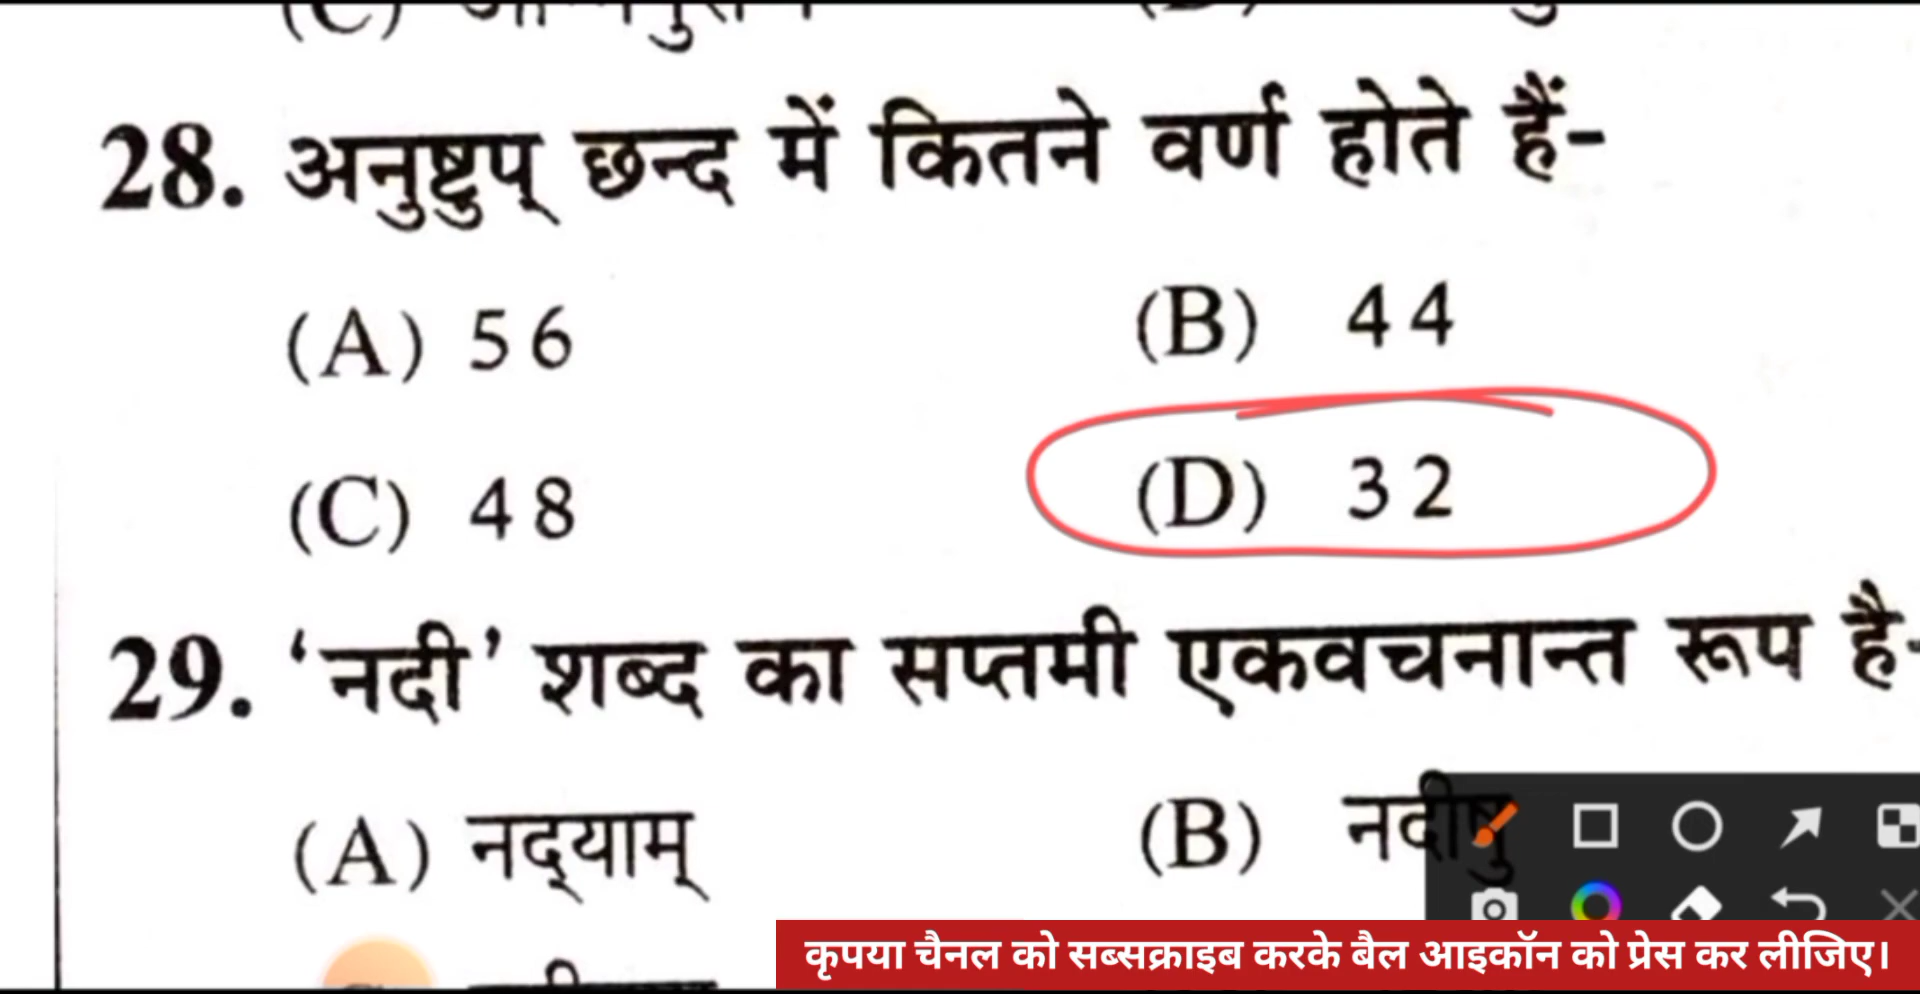 28. अनुष्टुप् छन्द में कितने वर्ण होते हैं-
(A) 56 (B) 44
(C) 48 (D) 32
29. ‘नदी’ शब्द का सप्तमी एकवचनान्त रूप है-
(A) नद्याम् (B) नदीषु
कृपया चैनल को सब्सक्राइब करके बैल आइकॉन को प्रेस कर लीजिए।